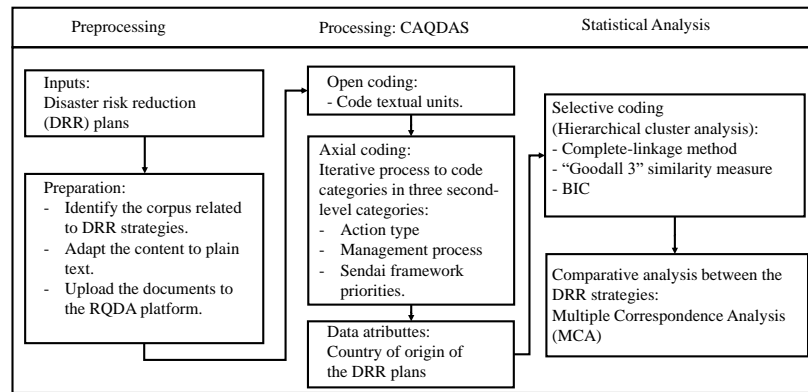 Preprocessing
Processing: CAQDAS
Statistical Analysis
Inputs:
Disaster risk reduction
(DRR) plans
Preparation:
- Identify the corpus related
to DRR strategies.
- Adapt the content to plain
text.
- Upload the documents to
the RQDA platform.
Open coding:
- Code textual units.
Axial coding:
Iterative process to code
categories in three second-
level categories:
- Action type
- Management process
- Sendai framework
priorities.
Data atributtes:
Country of origin of
the DRR plans
Selective coding
(Hierarchical cluster analysis):
- Complete-linkage method
- “Goodall 3” similarity measure
- BIC
Comparative analysis between the
DRR strategies:
Multiple Correspondence Analysis
(MCA)